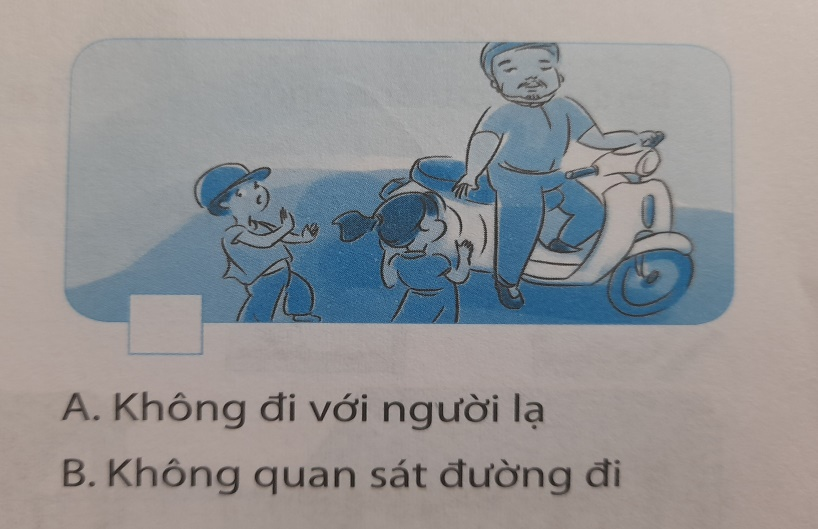 A. Không đi với người lạ
B. Không quan sát đường đi